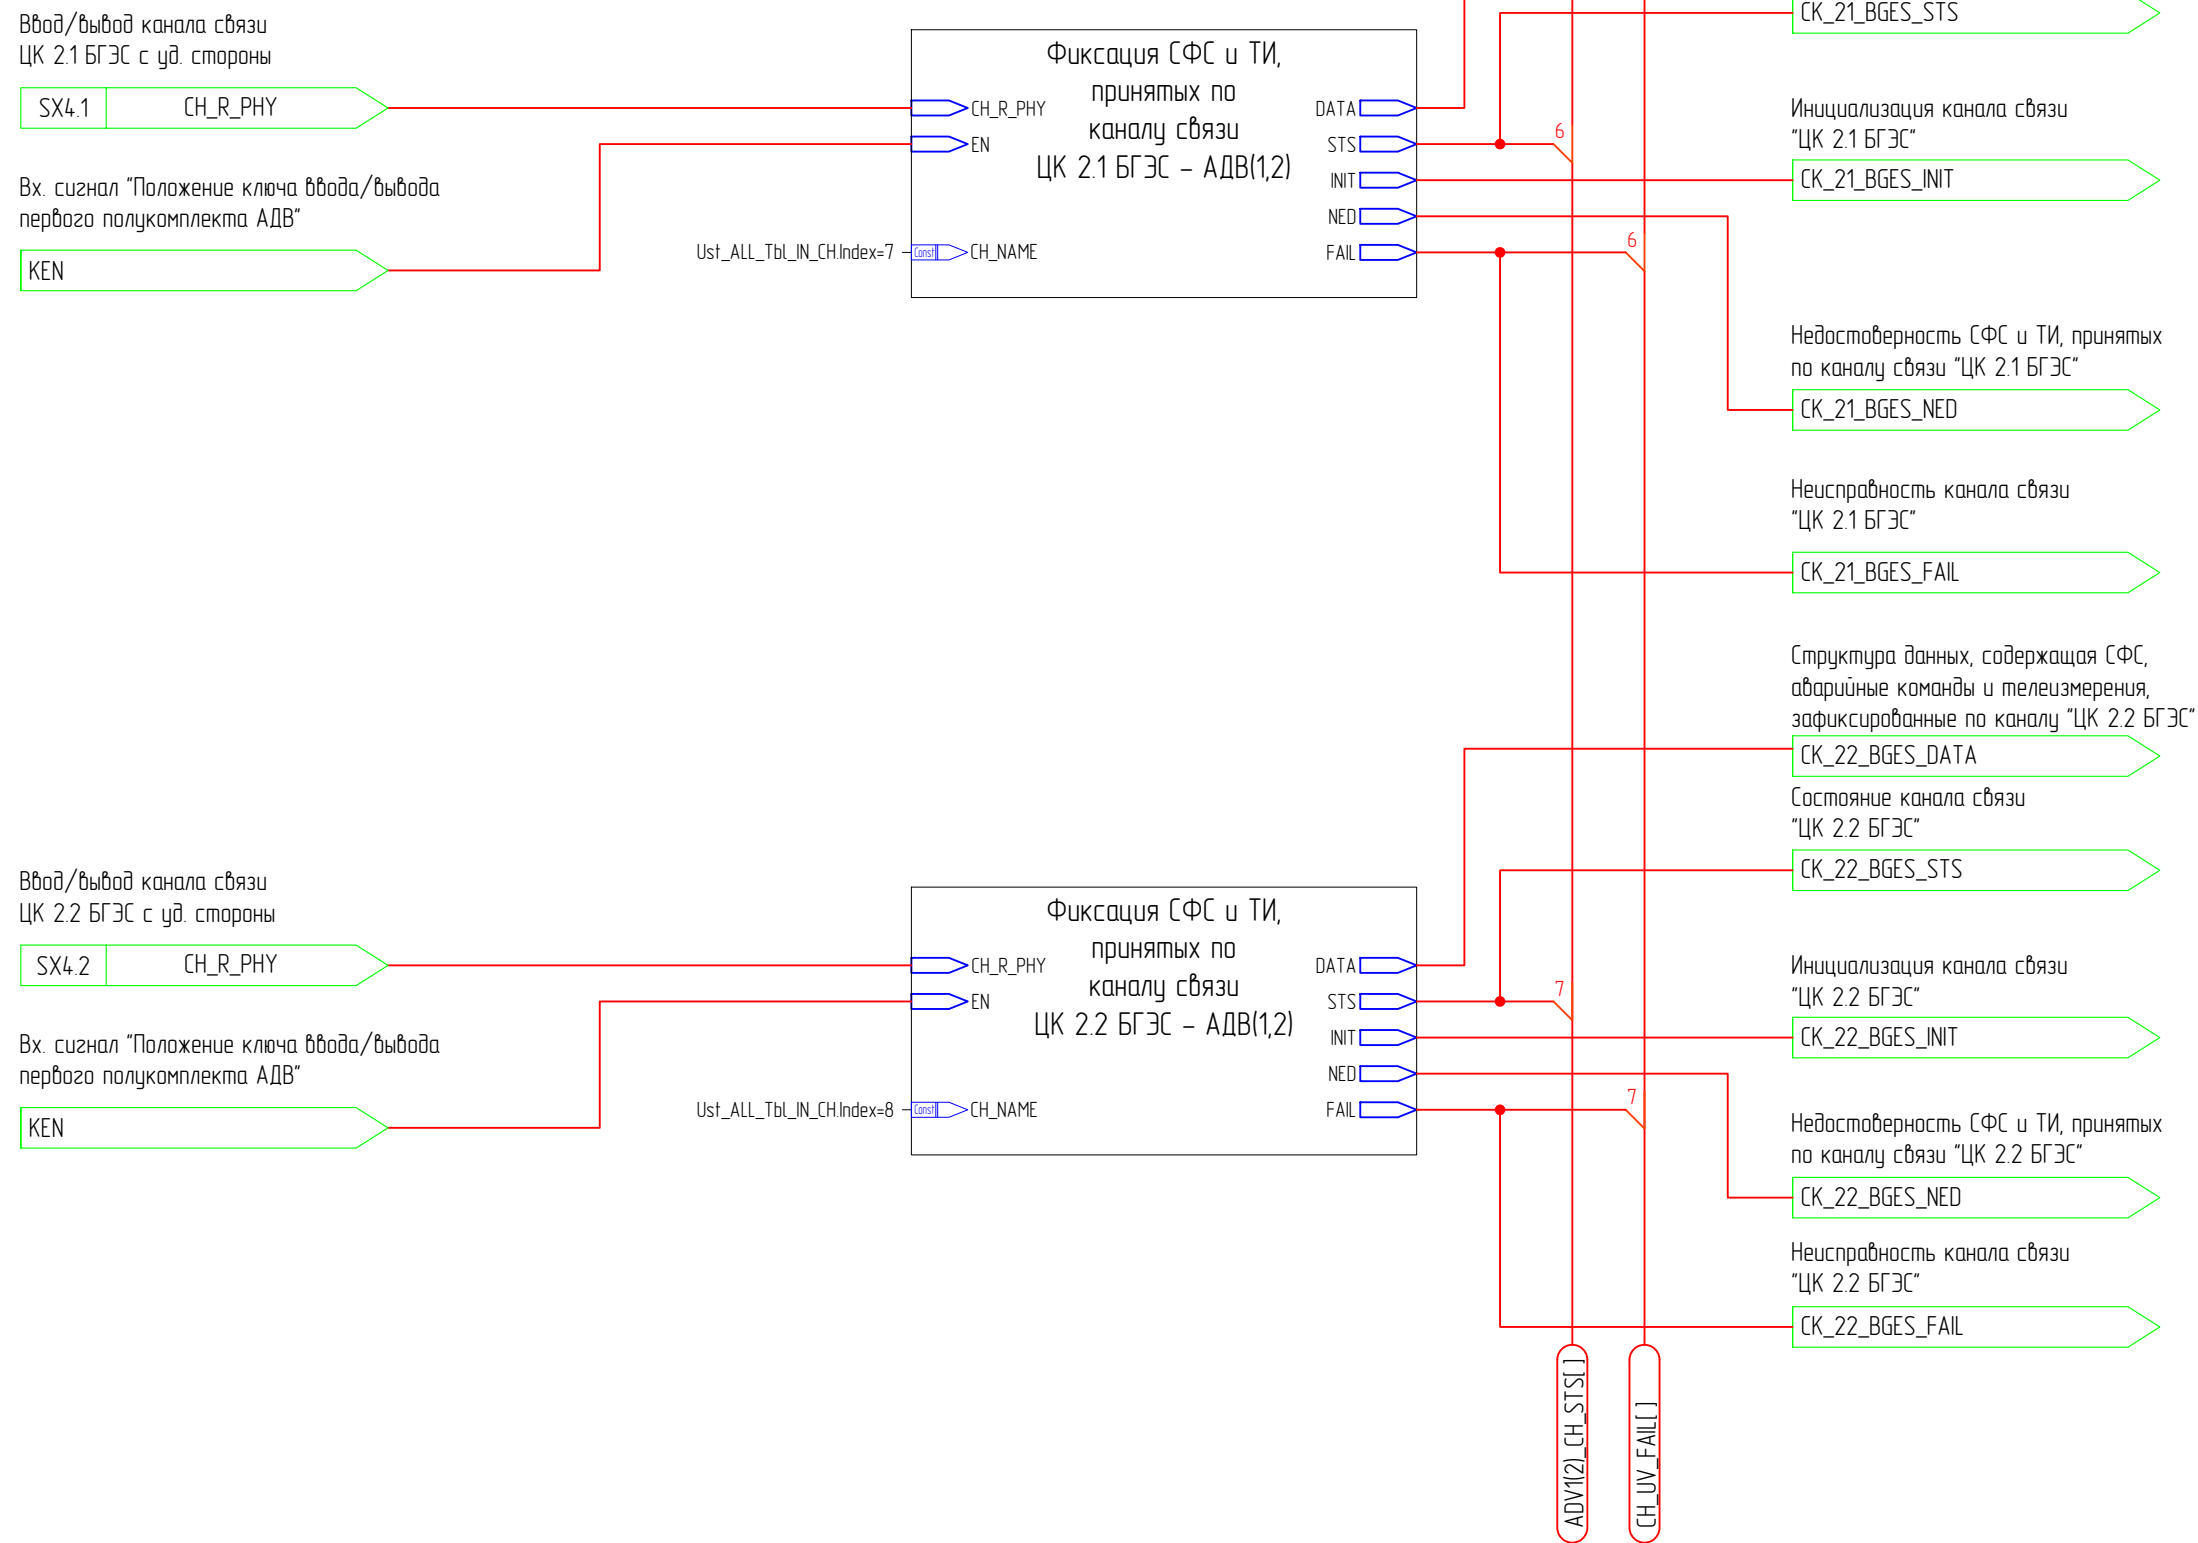 CK_21_BGES_STS
Ввод/вывод канала связи
ЦК 2.1 БГЭС с уд. стороны
SX4.1 CH_R_PHY
Вх. сигнал "Положение ключа ввода/вывода
первого полукомплекта АДВ"
KEN
Фиксация СФС и ТИ,
принятых по
каналу связи
ЦК 2.1 БГЭС – АДВ(1,2)
CH_R_PHY
EN
Ust_ALL_Tbl_IN_CH.Index=7
Const
CH_NAME
DATA
STS
INIT
NED
FAIL
6
6
Инициализация канала связи
"ЦК 2.1 БГЭС"
CK_21_BGES_INIT
Недостоверность СФС и ТИ, принятых
по каналу связи "ЦК 2.1 БГЭС"
CK_21_BGES_NED
Неисправность канала связи
"ЦК 2.1 БГЭС"
CK_21_BGES_FAIL
Структура данных, содержащая СФС,
аварийные команды и телеизмерения,
зафиксированные по каналу "ЦК 2.2 БГЭС"
CK_22_BGES_DATA
Состояние канала связи
"ЦК 2.2 БГЭС"
CK_22_BGES_STS
Ввод/вывод канала связи
ЦК 2.2 БГЭС с уд. стороны
SX4.2 CH_R_PHY
Вх. сигнал "Положение ключа ввода/вывода
первого полукомплекта АДВ"
KEN
Фиксация СФС и ТИ,
принятых по
каналу связи
ЦК 2.2 БГЭС – АДВ(1,2)
CH_R_PHY
EN
Ust_ALL_Tbl_IN_CH.Index=8
Const
CH_NAME
DATA
STS
INIT
NED
FAIL
7
7
Инициализация канала связи
"ЦК 2.2 БГЭС"
CK_22_BGES_INIT
Недостоверность СФС и ТИ, принятых
по каналу связи "ЦК 2.2 БГЭС"
CK_22_BGES_NED
Неисправность канала связи
"ЦК 2.2 БГЭС"
CK_22_BGES_FAIL
ADV1(2)_CH_STS[ ]
CH_UV_FAIL[ ]